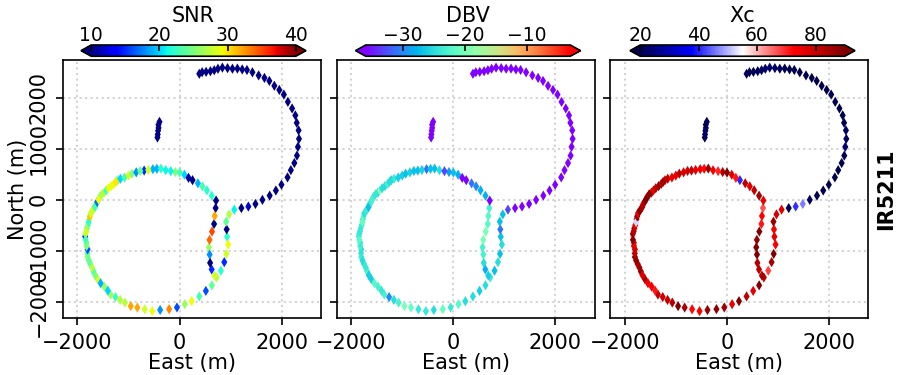 SNR DBV Xc
10 20 30 40 −30 −20 −10 20 40 60 80
North (m)
2000
1000
0
−1000
−2000
IR5211
−2000 0 2000 −2000 0 2000 −2000 0 2000
East (m) East (m) East (m)